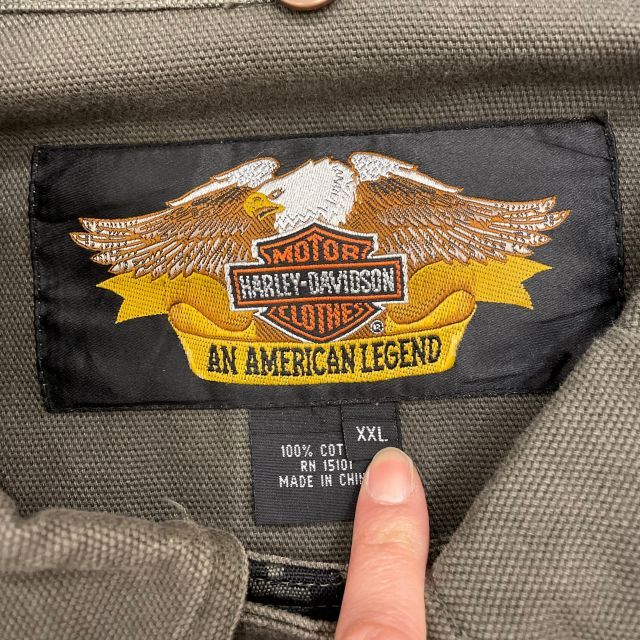 MOTOR
HARLEY-DAVIDSON
CLOTHES
®
AN AMERICAN LEGEND
XXL
100% COT
RN 15101
MADE IN CHIN